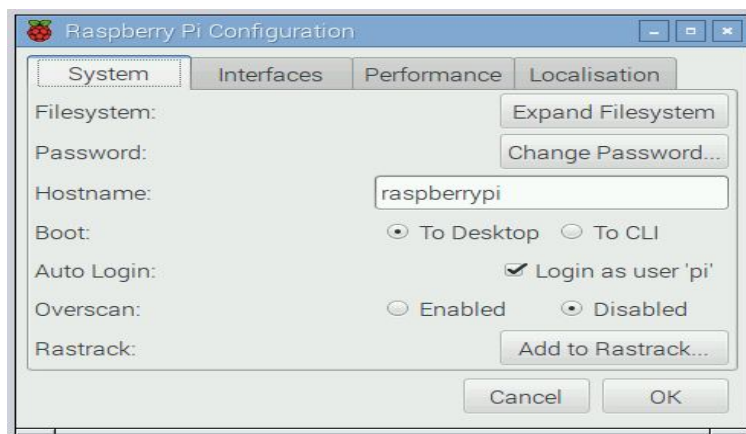 Raspberry Pi Configuration
System Interfaces Performance Localisation
Filesystem: Expand Filesystem
Password: Change Password...
Hostname: raspberrypi
Boot: To Desktop To CLI
Auto Login: Login as user 'pi'
Overscan: Enabled Disabled
Rastrack: Add to Rastrack...
Cancel OK